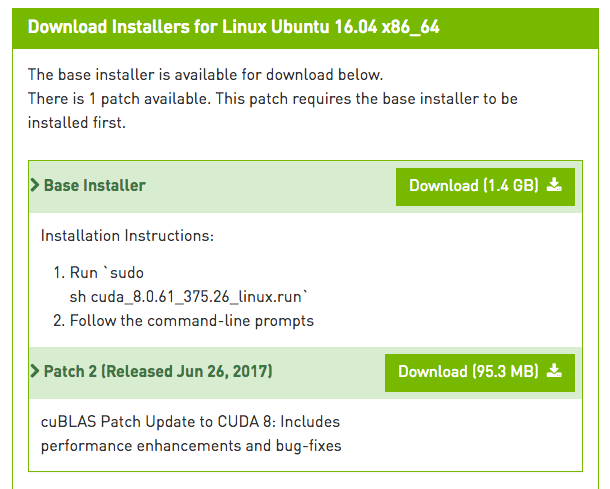 Download Installers for Linux Ubuntu 16.04 x86_64
The base installer is available for download below.
There is 1 patch available. This patch requires the base installer to be
installed first.
Base Installer
Download (1.4 GB)
Installation Instructions:
1. Run `sudo
sh cuda_8.0.61_375.26_linux.run`
2. Follow the command-line prompts
Patch 2 (Released Jun 26, 2017)
Download (95.3 MB)
cuBLAS Patch Update to CUDA 8: Includes
performance enhancements and bug-fixes